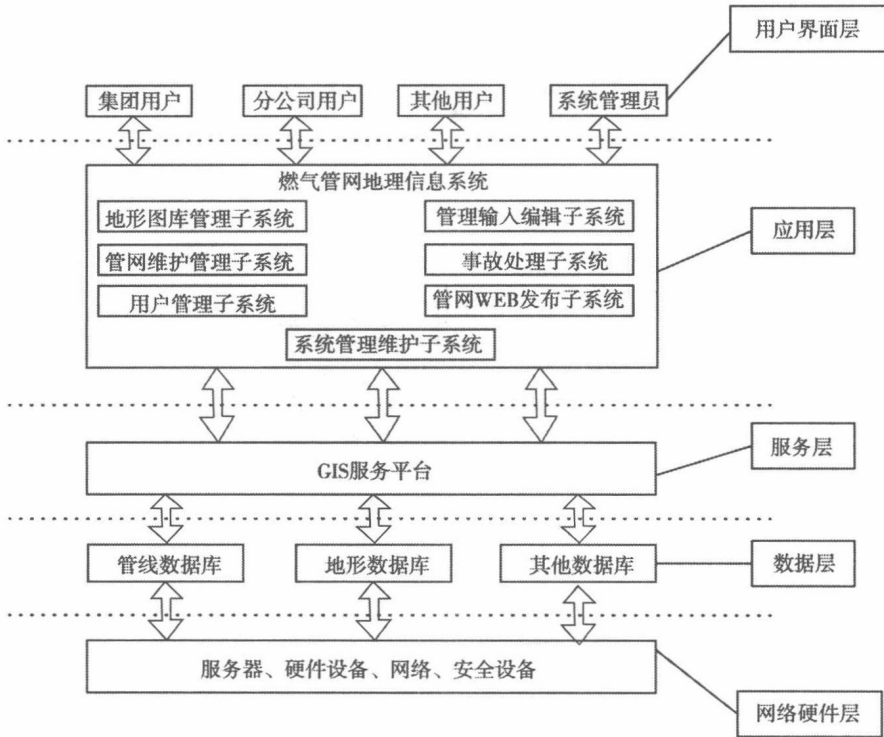 用户界面层
集团用户
分公司用户
其他用户
系统管理员
燃气管网地理信息系统
地形图库管理子系统
管理输入编辑子系统
应用层
管网维护管理子系统
事故处理子系统
用户管理子系统
管网WEB发布子系统
系统管理维护子系统
服务层
GIS服务平台
管线数据库
地形数据库
其他数据库
数据层
服务器、硬件设备、网络、安全设备
网络硬件层